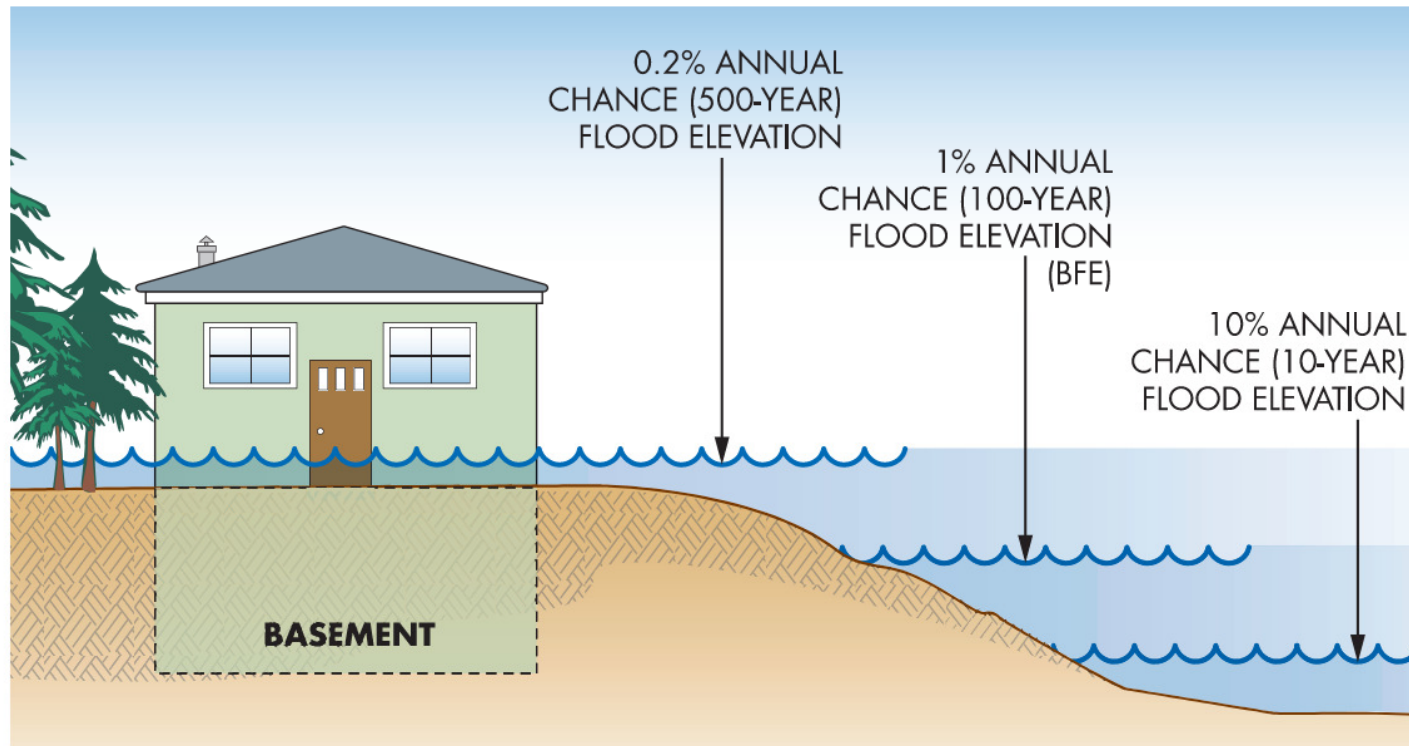 0.2% ANNUAL
CHANCE (500-YEAR)
FLOOD ELEVATION
1% ANNUAL
CHANCE (100-YEAR)
FLOOD ELEVATION
(BFE)
10% ANNUAL
CHANCE (10-YEAR)
FLOOD ELEVATION
BASEMENT